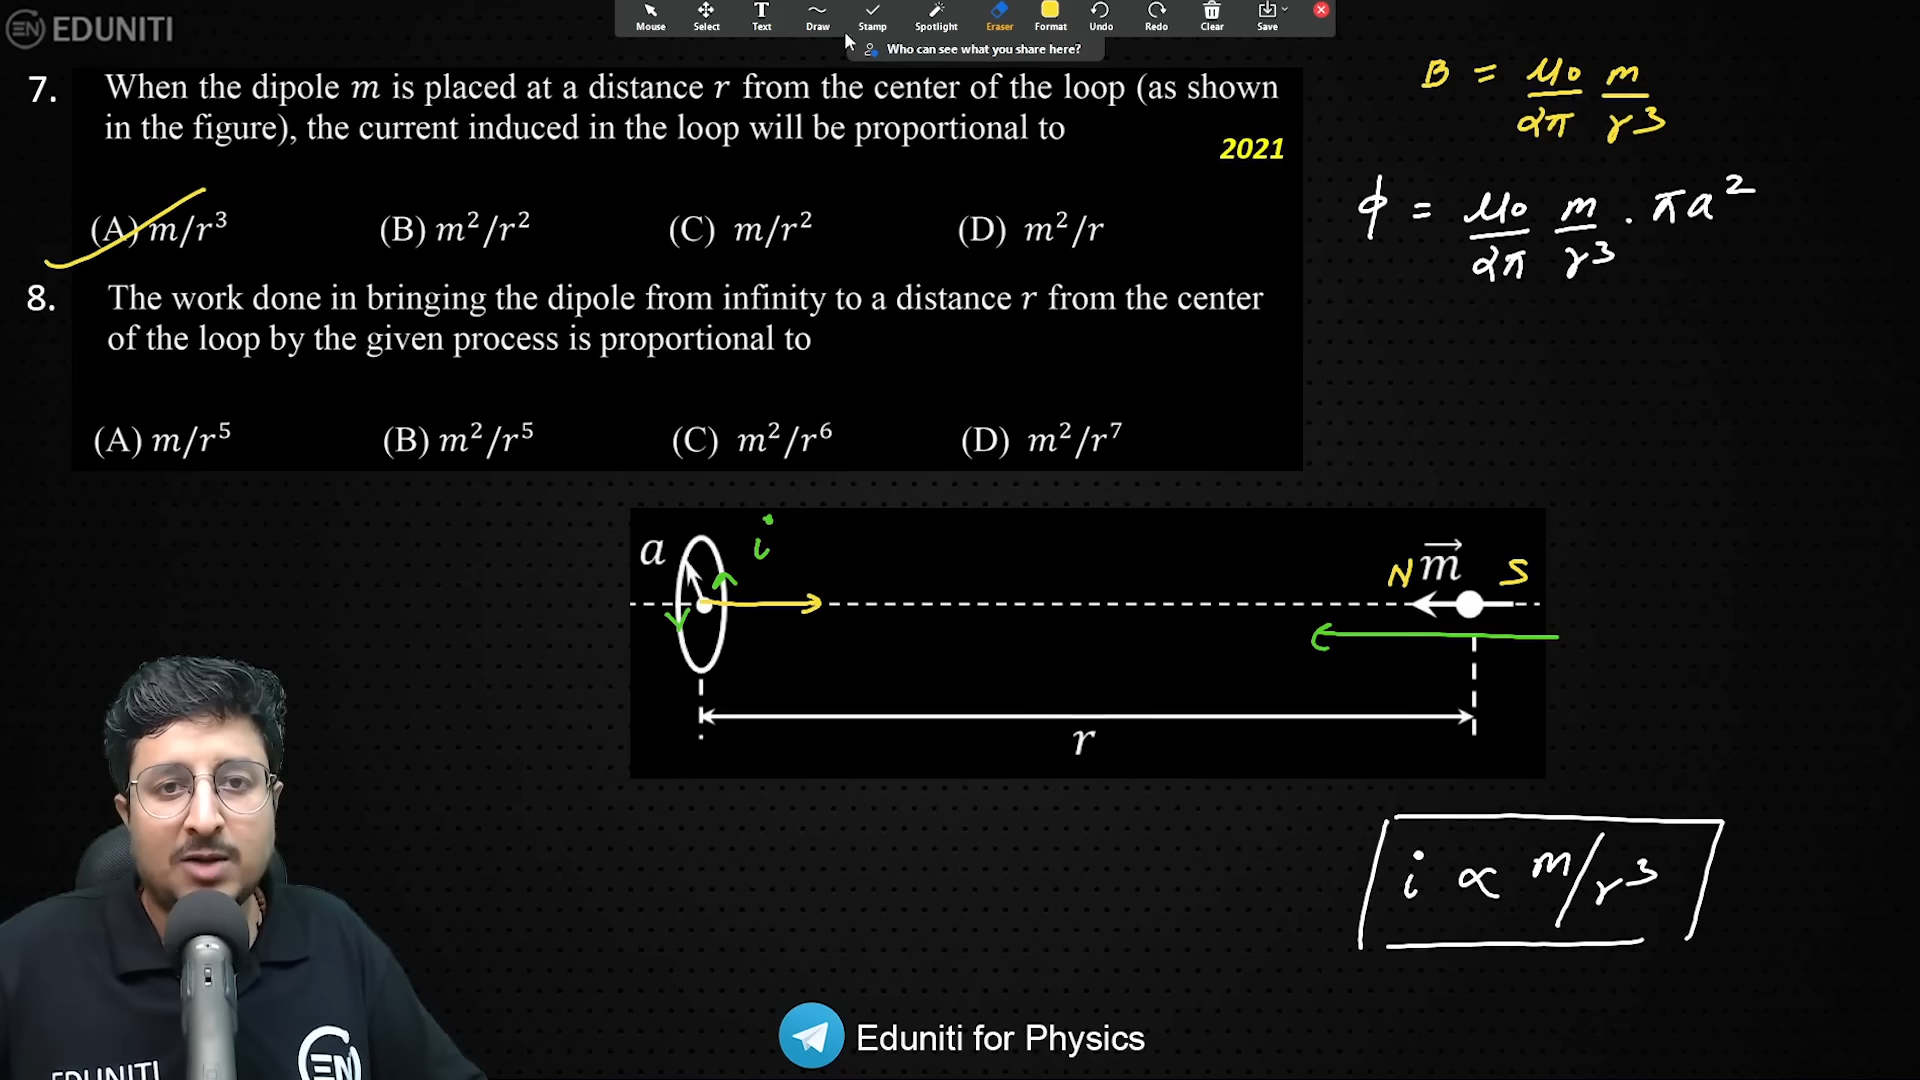 EN EDUNITI
Mouse Select Text Draw Stamp Spotlight Eraser Format Undo Redo Clear Save
Who can see what you share here?
7. When the dipole m is placed at a distance r from the center of the loop (as shown
in the figure), the current induced in the loop will be proportional to
2021
(A) m/r³ (B) m²/r² (C) m/r² (D) m²/r
8. The work done in bringing the dipole from infinity to a distance r from the center
of the loop by the given process is proportional to
(A) m/r⁵ (B) m²/r⁵ (C) m²/r⁶ (D) m²/r⁷
B = μ₀/2π m/r³
ϕ = μ₀/2π m/r³ . πa²
a i N m⃗ S
r
i ∝ m/r³
Eduniti for Physics
EDUNITI EN